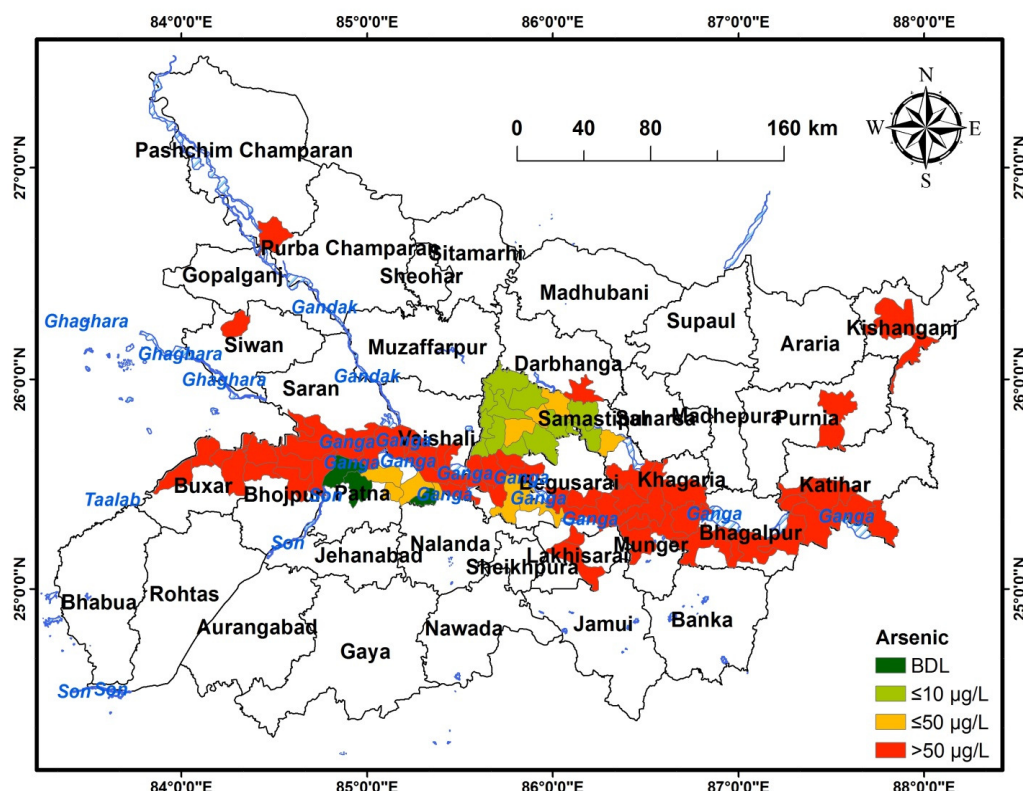 84°0'0"E 85°0'0"E 86°0'0"E 87°0'0"E 88°0'0"E
N
W E
S
0 40 80 160 km
27°0'0"N 27°0'0"N
26°0'0"N 26°0'0"N
25°0'0"N 25°0'0"N
Pashchim Champaran
Purba Champaran
Sitamarhi
Gopalganj
Sheohar
Madhubani
Gandak
Ghaghara
Supaul
Kishanganj
Siwan
Muzaffarpur
Araria
Ghaghara
Darbhanga
Ghaghara
Gandak
Saran
Samastipur
Saharsa
Madhepura
Purnia
Vaishali
Ganga
Ganga
Ganga
Ganga
Ganga
Ganga
Buxar
Bhojpur
Son
Patna
Ganga
Begusarai
Khagaria
Katihar
Taalab
Ganga
Ganga
Ganga
Ganga
Bhagalpur
Son
Jehanabad
Nalanda
Lakhisarai
Munger
Sheikhpura
Bhabua
Rohtas
Aurangabad
Nawada
Jamui
Banka
Gaya
Son
Son
Arsenic
BDL
≤10 µg/L
≤50 µg/L
>50 µg/L
84°0'0"E 85°0'0"E 86°0'0"E 87°0'0"E 88°0'0"E